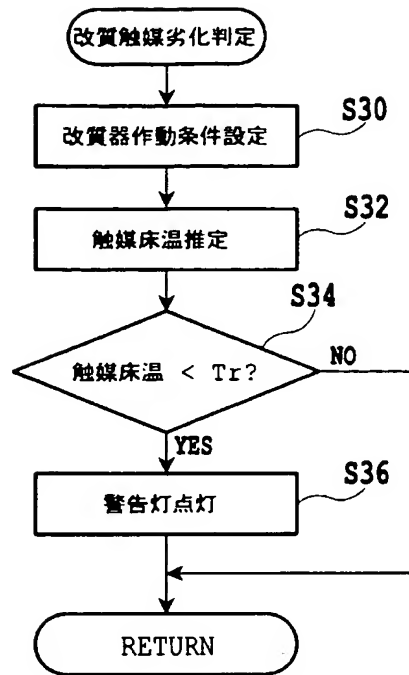 改質触媒劣化判定
S30
改質器作動条件設定
S32
触媒床温推定
S34
触媒床温 < Tr?
NO
YES
S36
警告灯点灯
RETURN